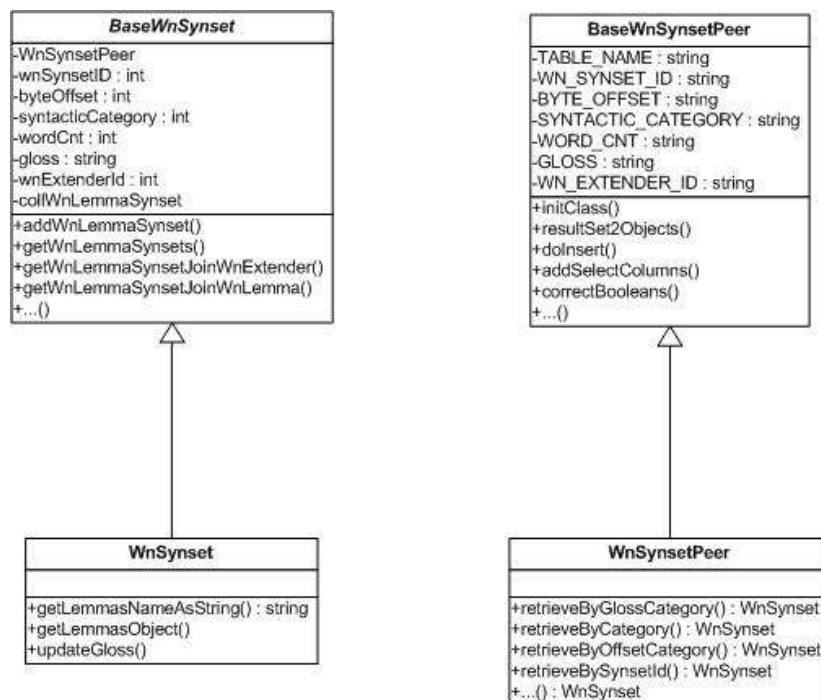 BaseWnSynset
-WnSynsetPeer
-wnSynsetID : int
-byteOffset : int
-syntacticCategory : int
-wordCnt : int
-gloss : string
-wnExtenderId : int
-collWnLemmaSynset
+addWnLemmaSynset()
+getWnLemmaSynsets()
+getWnLemmaSynsetJoinWnExtender()
+getWnLemmaSynsetJoinWnLemma()
+...()
BaseWnSynsetPeer
-TABLE_NAME : string
-WN_SYNSET_ID : string
-BYTE_OFFSET : string
-SYNTACTIC_CATEGORY : string
-WORD_CNT : string
-GLOSS : string
-WN_EXTENDER_ID : string
+initClass()
+resultSet2Objects()
+doInsert()
+addSelectColumns()
+correctBooleans()
+...()
WnSynset
+getLemmasNameAsString() : string
+getLemmasObject()
+updateGloss()
WnSynsetPeer
+retrieveByGlossCategory() : WnSynset
+retrieveByCategory() : WnSynset
+retrieveByOffsetCategory() : WnSynset
+retrieveBySynsetId() : WnSynset
+...() : WnSynset